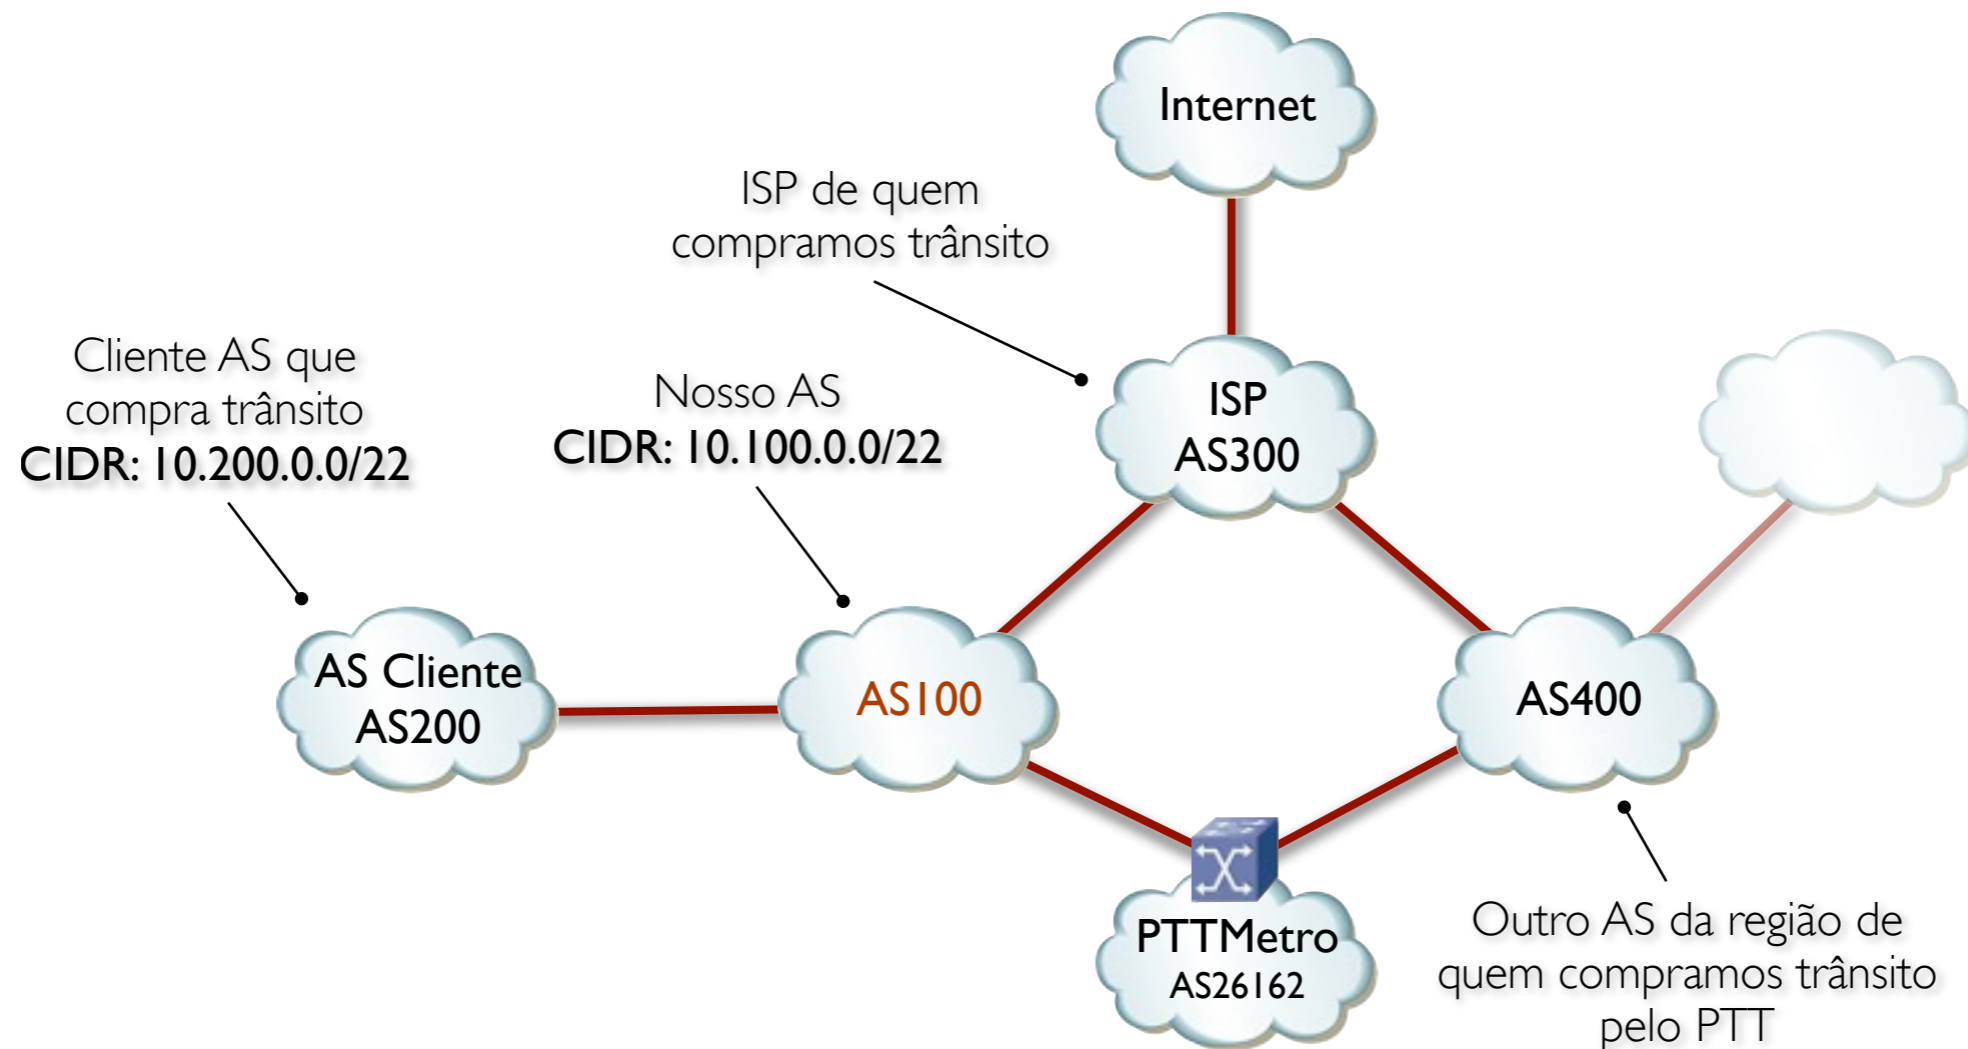 Internet
ISP de quem
compramos trânsito
Cliente AS que
compra trânsito
CIDR: 10.200.0.0/22
Nosso AS
CIDR: 10.100.0.0/22
ISP
AS300
AS Cliente
AS200
AS100
AS400
PTTMetro
AS26162
Outro AS da região de
quem compramos trânsito
pelo PTT